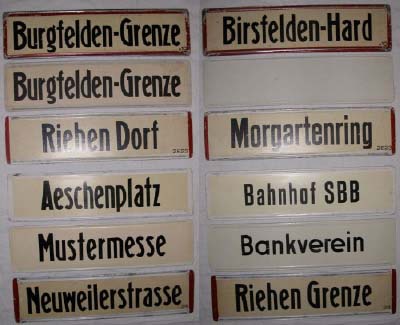 Burgfelden-Grenze
Birsfelden-Hard
Burgfelden-Grenze
Riehen Dorf
Morgartenring
Aeschenplatz
Bahnhof SBB
Mustermesse
Bankverein
Neuweilerstrasse
Riehen Grenze